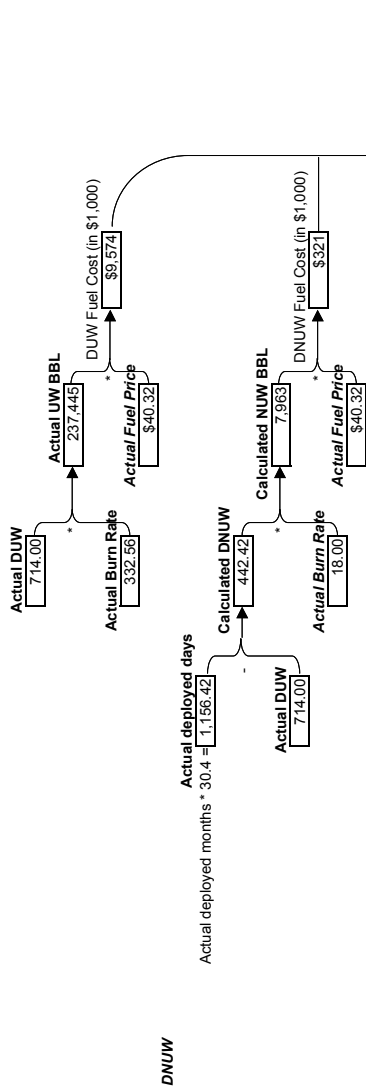 Actual DUW
714.00
*
Actual Burn Rate
332.56
Actual UW BBL
237,445
*
Actual Fuel Price
$40.32
DUW Fuel Cost (in $1,000)
$9,574
DNUW
Actual deployed days
Actual deployed months * 30.4 = 1,156.42
-
Actual DUW
714.00
Calculated DNUW
442.42
*
Actual Burn Rate
18.00
Calculated NUW BBL
7,963
*
Actual Fuel Price
$40.32
DNUW Fuel Cost (in $1,000)
$321